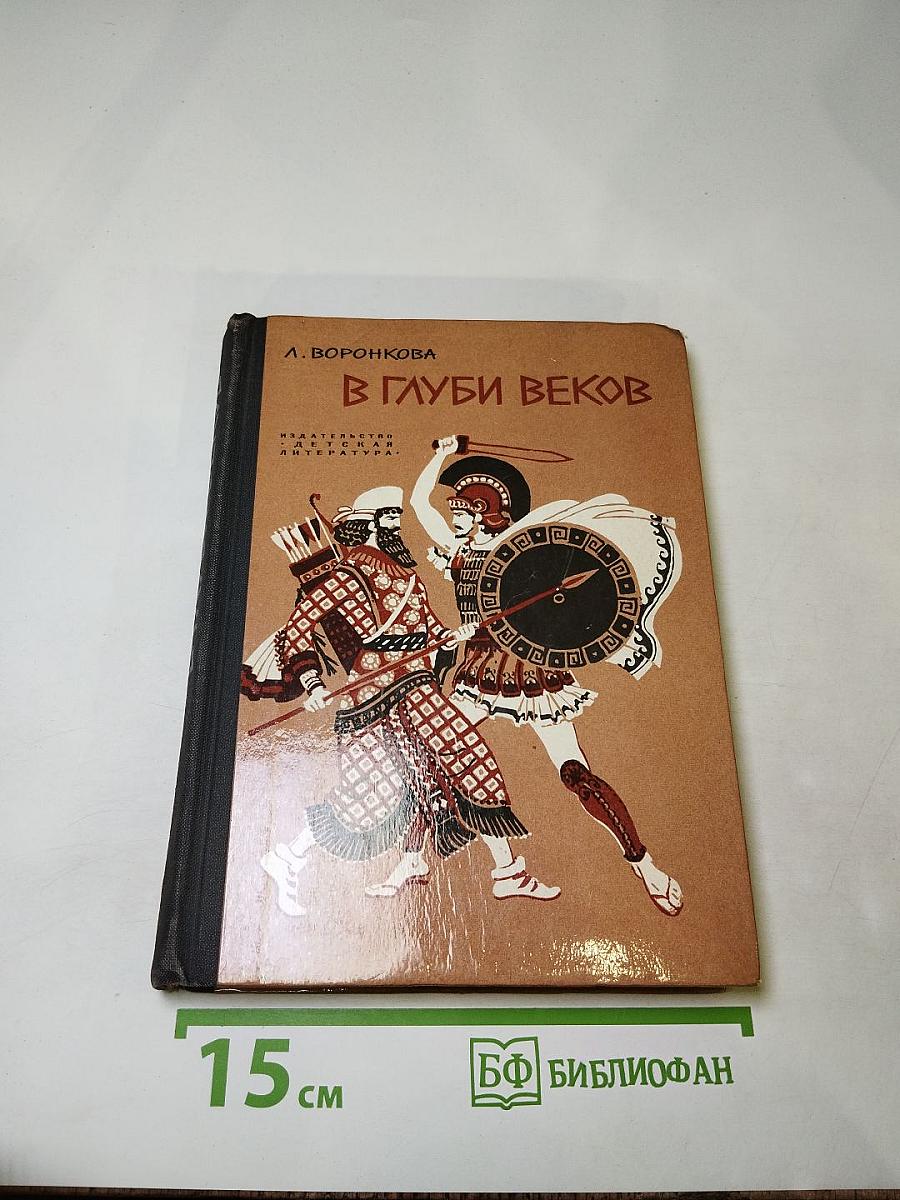 Л. ВОРОНКОВА
В ГЛУБИ ВЕКОВ
ИЗДАТЕЛЬСТВО
«ДЕТСКАЯ
ЛИТЕРАТУРА»
15 см
БФ БИБЛИОФАН